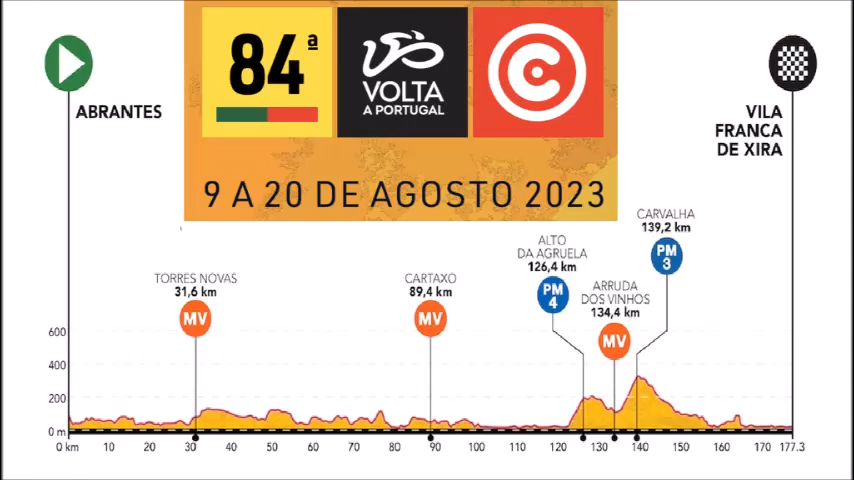 84ª
VOLTA
A PORTUGAL
C
9 A 20 DE AGOSTO 2023
ABRANTES
VILA
FRANCA
DE XIRA
CARVALHA
139,2 km
PM
3
ALTO
DA AGRUELA
126,4 km
PM
4
TORRES NOVAS
31,6 km
MV
CARTAXO
89,4 km
MV
ARRUDA
DOS VINHOS
134,4 km
MV
600
400
200
0 m
0 km 10 20 30 40 50 60 70 80 90 100 110 120 130 140 150 160 170 177.3